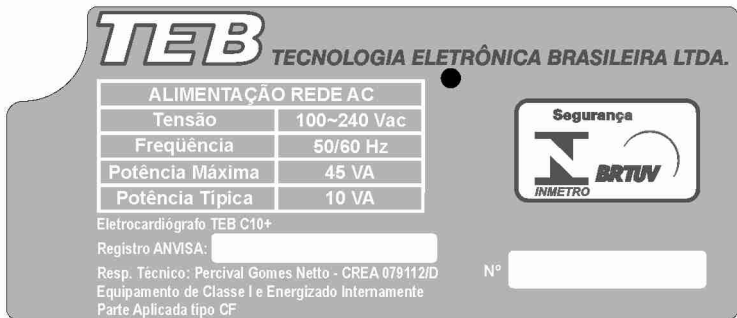 TEB TECNOLOGIA ELETRÔNICA BRASILEIRA LTDA.
ALIMENTAÇÃO REDE AC
Tensão 100~240 Vac
Freqüência 50/60 Hz
Potência Máxima 45 VA
Potência Típica 10 VA
Segurança
INMETRO BRTUV
Eletrocardiógrafo TEB C10+
Registro ANVISA:
Resp. Técnico: Percival Gomes Netto - CREA 079112/D
Nº
Equipamento de Classe I e Energizado Internamente
Parte Aplicada tipo CF